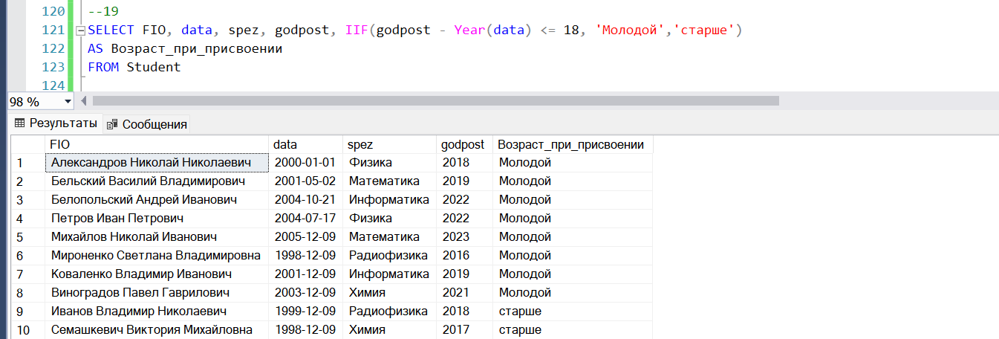 120 --19
121 SELECT FIO, data, spez, godpost, IIF(godpost - Year(data) <= 18, 'Молодой','старше')
122 AS Возраст_при_присвоении
123 FROM Student
124
98 %
Результаты Сообщения
FIO data spez godpost Возраст_при_присвоении
1 Александров Николай Николаевич 2000-01-01 Физика 2018 Молодой
2 Бельский Василий Владимирович 2001-05-02 Математика 2019 Молодой
3 Белопольский Андрей Иванович 2004-10-21 Информатика 2022 Молодой
4 Петров Иван Петрович 2004-07-17 Физика 2022 Молодой
5 Михайлов Николай Иванович 2005-12-09 Математика 2023 Молодой
6 Мироненко Светлана Владимировна 1998-12-09 Радиофизика 2016 Молодой
7 Коваленко Владимир Иванович 2001-12-09 Информатика 2019 Молодой
8 Виноградов Павел Гаврилович 2003-12-09 Химия 2021 Молодой
9 Иванов Владимир Николаевич 1999-12-09 Радиофизика 2018 старше
10 Семашкевич Виктория Михайловна 1998-12-09 Химия 2017 старше